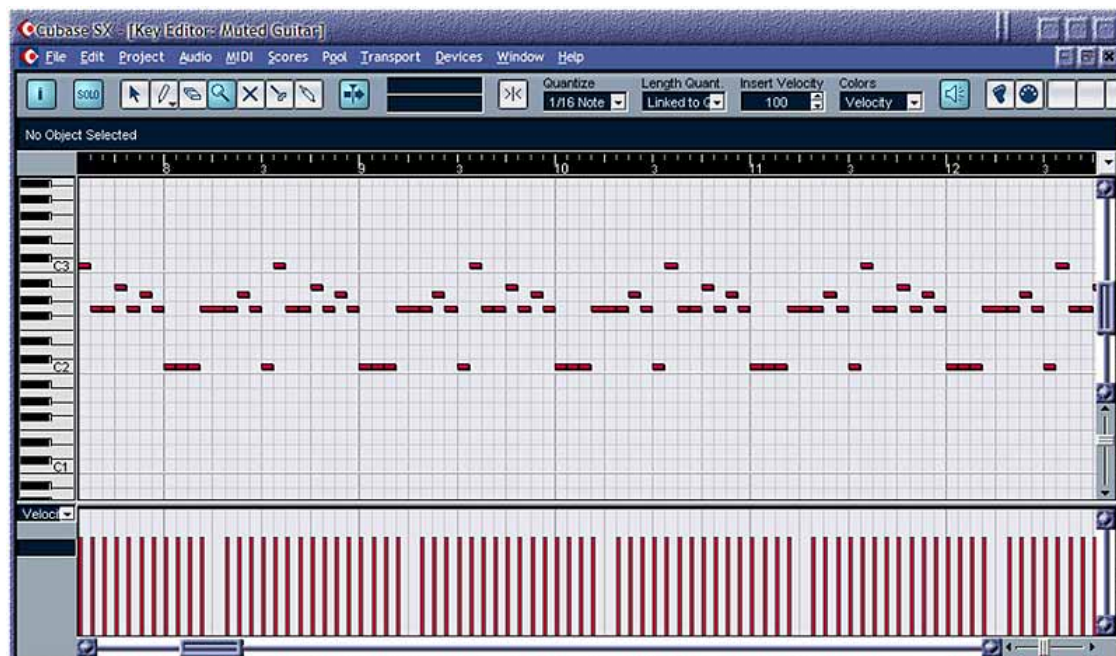 Cubase SX - [Key Editor: Muted Guitar]
File Edit Project Audio MIDI Scores Pool Transport Devices Window Help
Quantize Length Quant. Insert Velocity Colors
i SOLO 1/16 Note Linked to 100 Velocity
No Object Selected
8 3 9 3 10 3 11 3 12 3
C3
C2
C1
Veloci